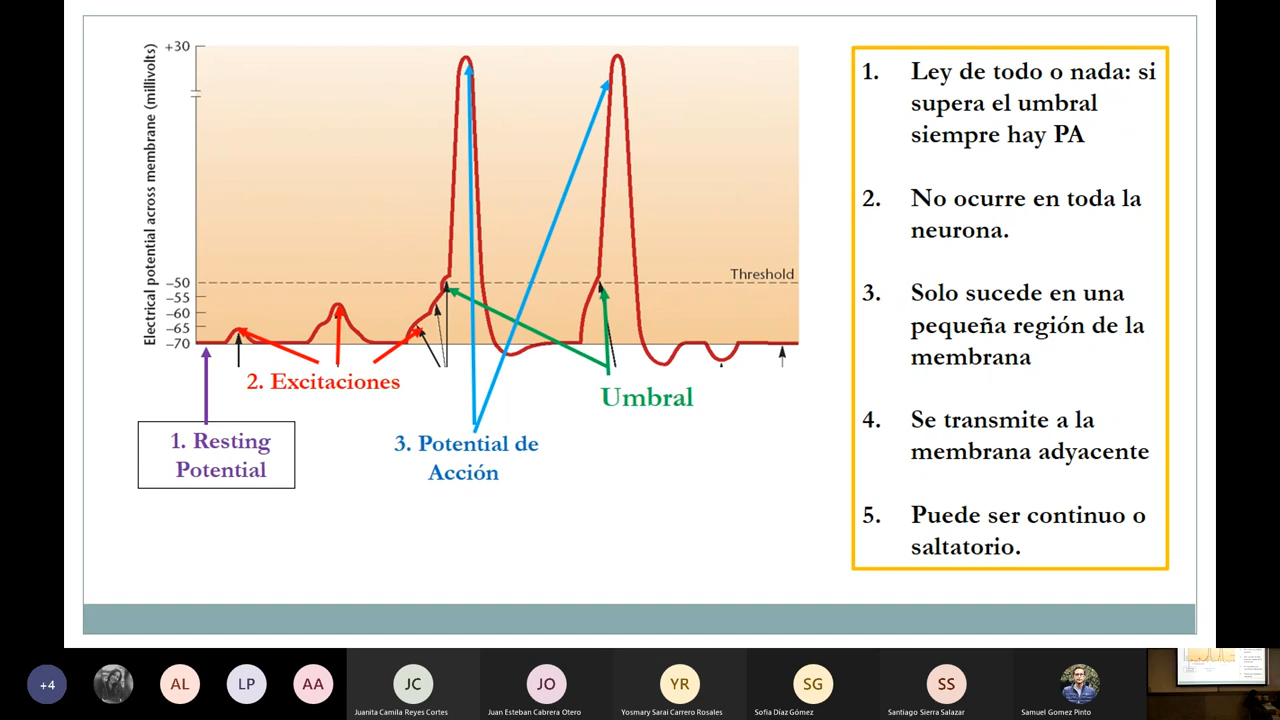 Electrical potential across membrane (millivolts)
+30
–50
–55
–60
–65
–70
Threshold
2. Excitaciones
Umbral
1. Resting
Potential
3. Potential de
Acción
1. Ley de todo o nada: si
supera el umbral
siempre hay PA
2. No ocurre en toda la
neurona.
3. Solo sucede en una
pequeña región de la
membrana
4. Se transmite a la
membrana adyacente
5. Puede ser continuo o
saltatorio.
+4
AL
LP
AA
JC
JO
YR
SG
SS
Juanita Camila Reyes Cortes
Juan Esteban Cabrera Otero
Yosmary Sarai Carrero Rosales
Sofia Díaz Gómez
Santiago Sierra Salazar
Samuel Gomez Pinto